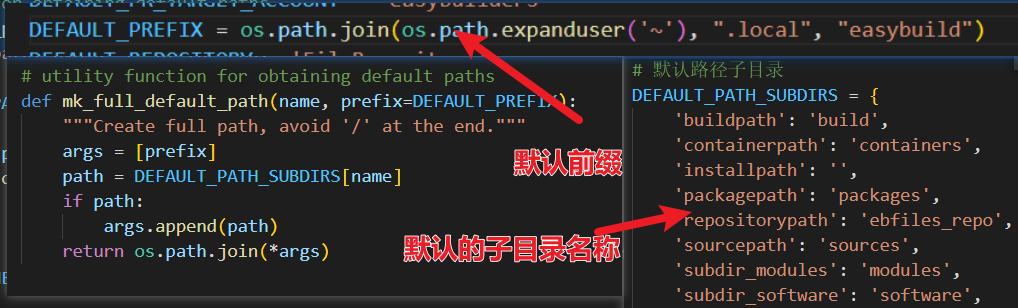 DEFAULT_PREFIX = os.path.join(os.path.expanduser('~'), ".local", "easybuild")
# utility function for obtaining default paths
def mk_full_default_path(name, prefix=DEFAULT_PREFIX):
"""Create full path, avoid '/' at the end."""
args = [prefix]
path = DEFAULT_PATH_SUBDIRS[name]
if path:
args.append(path)
return os.path.join(*args)
默认前缀
默认的子目录名称
# 默认路径子目录
DEFAULT_PATH_SUBDIRS = {
'buildpath': 'build',
'containerpath': 'containers',
'installpath': '',
'packagepath': 'packages',
'repositorypath': 'ebfiles_repo',
'sourcepath': 'sources',
'subdir_modules': 'modules',
'subdir_software': 'software',